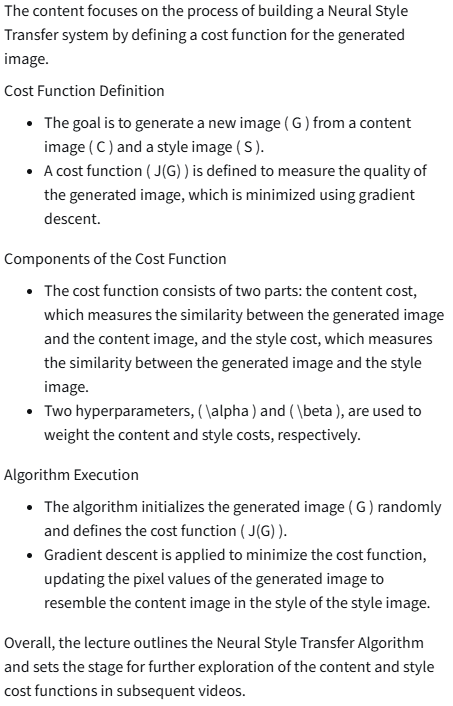 The content focuses on the process of building a Neural Style
Transfer system by defining a cost function for the generated
image.
Cost Function Definition
• The goal is to generate a new image ( G ) from a content
image ( C ) and a style image ( S ).
• A cost function ( J(G) ) is defined to measure the quality of
the generated image, which is minimized using gradient
descent.
Components of the Cost Function
• The cost function consists of two parts: the content cost,
which measures the similarity between the generated image
and the content image, and the style cost, which measures
the similarity between the generated image and the style
image.
• Two hyperparameters, ( \alpha ) and ( \beta ), are used to
weight the content and style costs, respectively.
Algorithm Execution
• The algorithm initializes the generated image ( G ) randomly
and defines the cost function ( J(G) ).
• Gradient descent is applied to minimize the cost function,
updating the pixel values of the generated image to
resemble the content image in the style of the style image.
Overall, the lecture outlines the Neural Style Transfer Algorithm
and sets the stage for further exploration of the content and style
cost functions in subsequent videos.